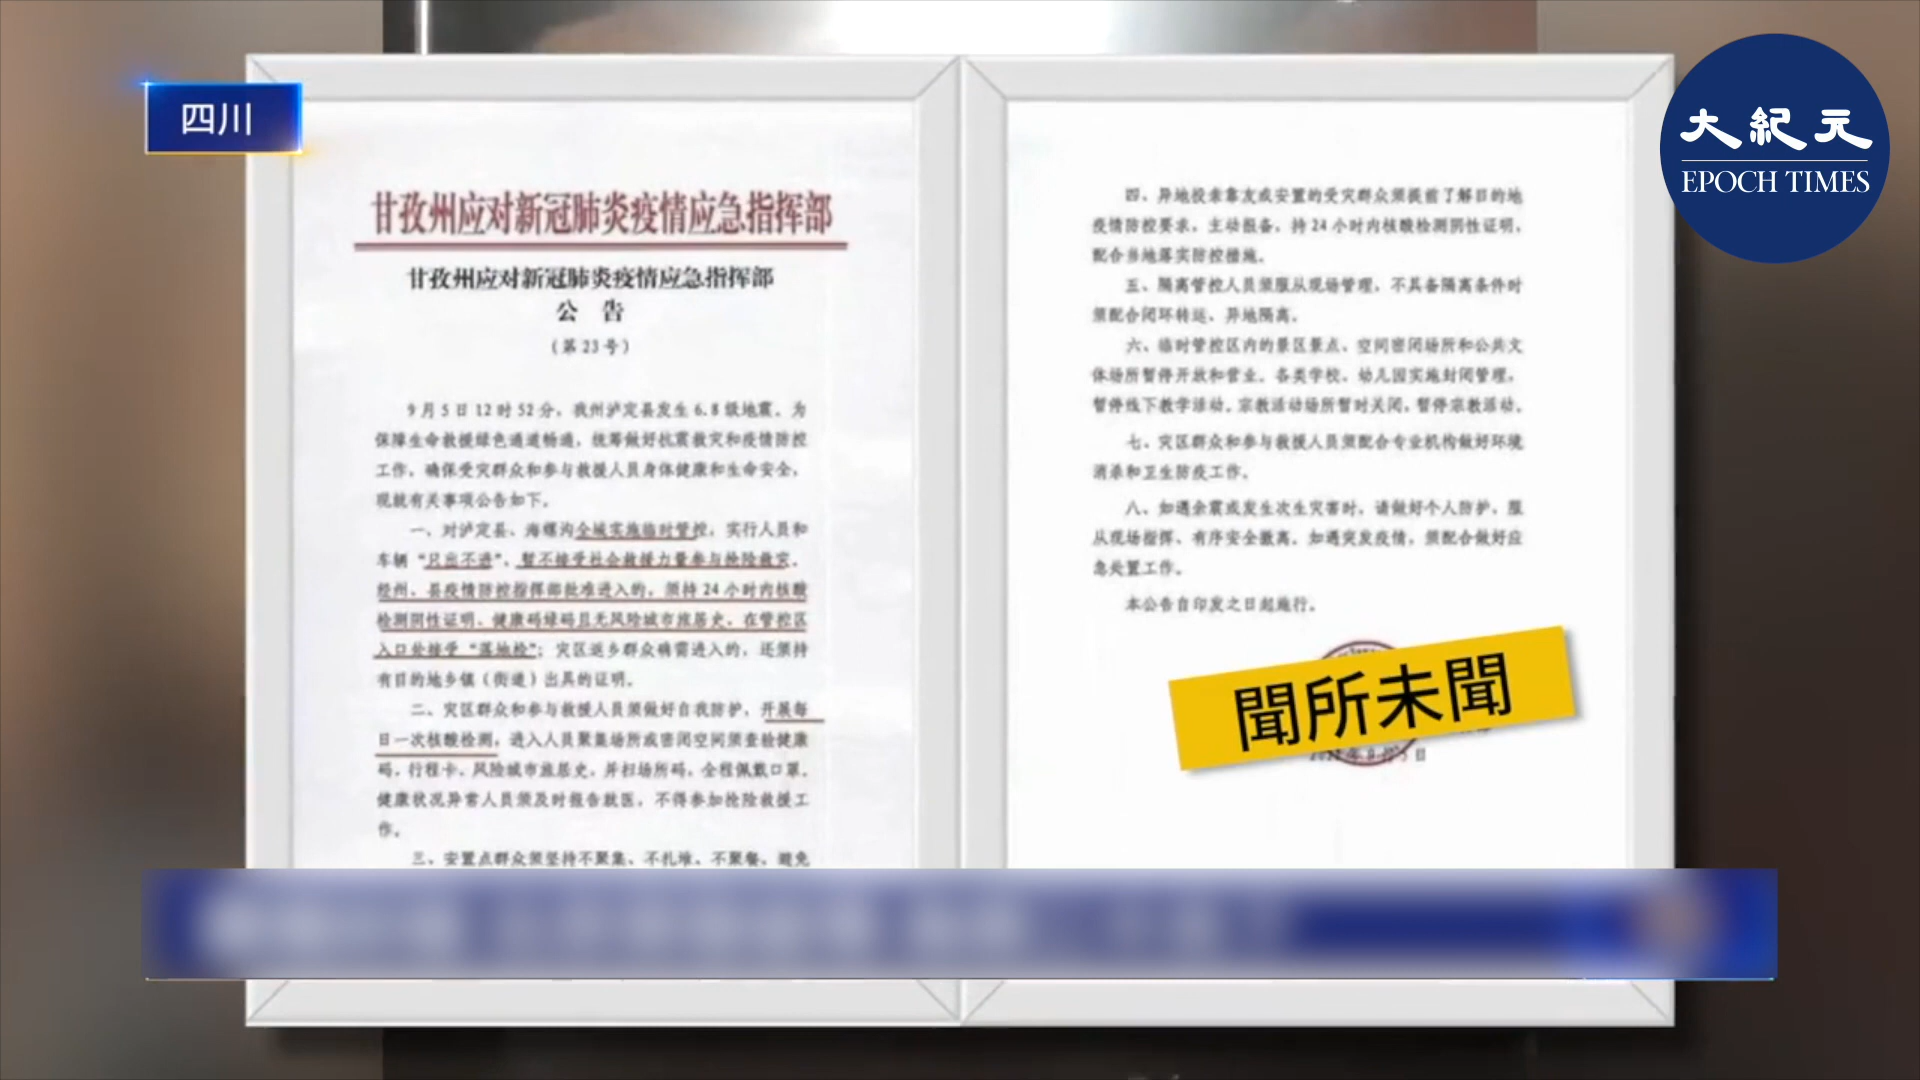 四川
大紀元
EPOCH TIMES
甘孜州应对新冠肺炎疫情应急指挥部
甘孜州应对新冠肺炎疫情应急指挥部
公 告
（第23号）
9月5日12时52分，我州泸定县发生6.8级地震。为
保障生命救援绿色通道畅通，统筹做好抗震救灾和疫情防控
工作，确保受灾群众和参与救援人员身体健康和生命安全，
现就有关事项公告如下。
一、对泸定县、海螺沟全域实施临时管控，实行人员和
车辆“只出不进”，暂不接受社会救援力量参与抢险救灾。
经州、县疫情防控指挥部批准进入的，须持24小时内核酸
检测阴性证明、健康码绿码且无风险城市旅居史，在管控区
入口处接受“落地检”；灾区返乡群众确需进入的，还须持
有目的地乡镇（街道）出具的证明。
二、灾区群众和参与救援人员须做好自我防护，开展每
日一次核酸检测，进入人员聚集场所或密闭空间须查验健康
码、行程卡、风险城市旅居史，并扫场所码，全程佩戴口罩。
健康状况异常人员须及时报告就医，不得参加抢险救援工
作。
三、安置点群众须坚持不聚集、不扎堆、不聚餐，避免
四、异地投亲靠友或安置的受灾群众须提前了解目的地
疫情防控要求，主动报备，持24小时内核酸检测阴性证明，
配合当地落实防控措施。
五、隔离管控人员须服从现场管理，不具备隔离条件时
须配合闭环转运、异地隔离。
六、临时管控区内的景区景点、空间密闭场所和公共文
体场所暂停开放和营业。各类学校、幼儿园实施封闭管理，
暂停线下教学活动。宗教活动场所暂时关闭，暂停宗教活动。
七、灾区群众和参与救援人员须配合专业机构做好环境
消杀和卫生防疫工作。
八、如遇余震或发生次生灾害时，请做好个人防护，服
从现场指挥、有序安全撤离。如遇突发疫情，须配合做好应
急处置工作。
本公告自印发之日起施行。
聞所未聞